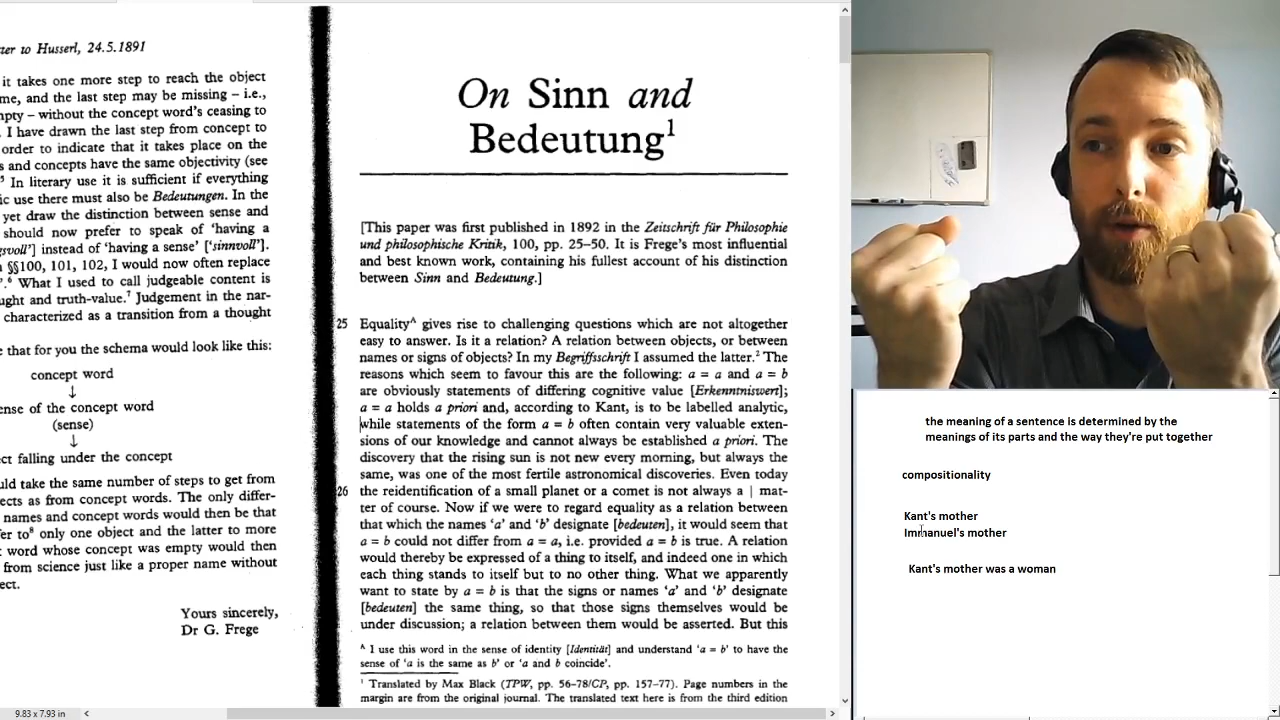 ter to Husserl, 24.5.1891
it takes one more step to reach the object
me, and the last step may be missing – i.e.,
mpty – without the concept word's ceasing to
. I have drawn the last step from concept to
order to indicate that it takes place on the
s and concepts have the same objectivity (see
⁵ In literary use it is sufficient if everything
ic use there must also be Bedeutungen. In the
yet draw the distinction between sense and
should now prefer to speak of 'having a
gsvoll'] instead of 'having a sense' ['sinnvoll'].
§§100, 101, 102, I would now often replace
'.⁶ What I used to call judgeable content is
ught and truth-value.⁷ Judgement in the nar-
characterized as a transition from a thought
e that for you the schema would look like this:
concept word
↓
ense of the concept word
(sense)
↓
ect falling under the concept
uld take the same number of steps to get from
ects as from concept words. The only differ-
names and concept words would then be that
fer to⁸ only one object and the latter to more
t word whose concept was empty would then
from science just like a proper name without
ect.
Yours sincerely,
Dr G. Frege
On Sinn and
Bedeutung¹
[This paper was first published in 1892 in the Zeitschrift für Philosophie
und philosophische Kritik, 100, pp. 25–50. It is Frege's most influential
and best known work, containing his fullest account of his distinction
between Sinn and Bedeutung.]
25 Equalityᴬ gives rise to challenging questions which are not altogether
easy to answer. Is it a relation? A relation between objects, or between
names or signs of objects? In my Begriffsschrift I assumed the latter.² The
reasons which seem to favour this are the following: a = a and a = b
are obviously statements of differing cognitive value [Erkenntniswert];
a = a holds a priori and, according to Kant, is to be labelled analytic,
while statements of the form a = b often contain very valuable exten-
sions of our knowledge and cannot always be established a priori. The
discovery that the rising sun is not new every morning, but always the
same, was one of the most fertile astronomical discoveries. Even today
26 the reidentification of a small planet or a comet is not always a | mat-
ter of course. Now if we were to regard equality as a relation between
that which the names 'a' and 'b' designate [bedeuten], it would seem that
a = b could not differ from a = a, i.e. provided a = b is true. A relation
would thereby be expressed of a thing to itself, and indeed one in which
each thing stands to itself but to no other thing. What we apparently
want to state by a = b is that the signs or names 'a' and 'b' designate
[bedeuten] the same thing, so that those signs themselves would be
under discussion; a relation between them would be asserted. But this
ᴬ I use this word in the sense of identity [Identität] and understand 'a = b' to have the
sense of 'a is the same as b' or 'a and b coincide'.
¹ Translated by Max Black (TPW, pp. 56-78/CP, pp. 157-77). Page numbers in the
margin are from the original journal. The translated text here is from the third edition
9.83 x 7.93 in
the meaning of a sentence is determined by the
meanings of its parts and the way they're put together
compositionality
Kant's mother
Immanuel's mother
Kant's mother was a woman